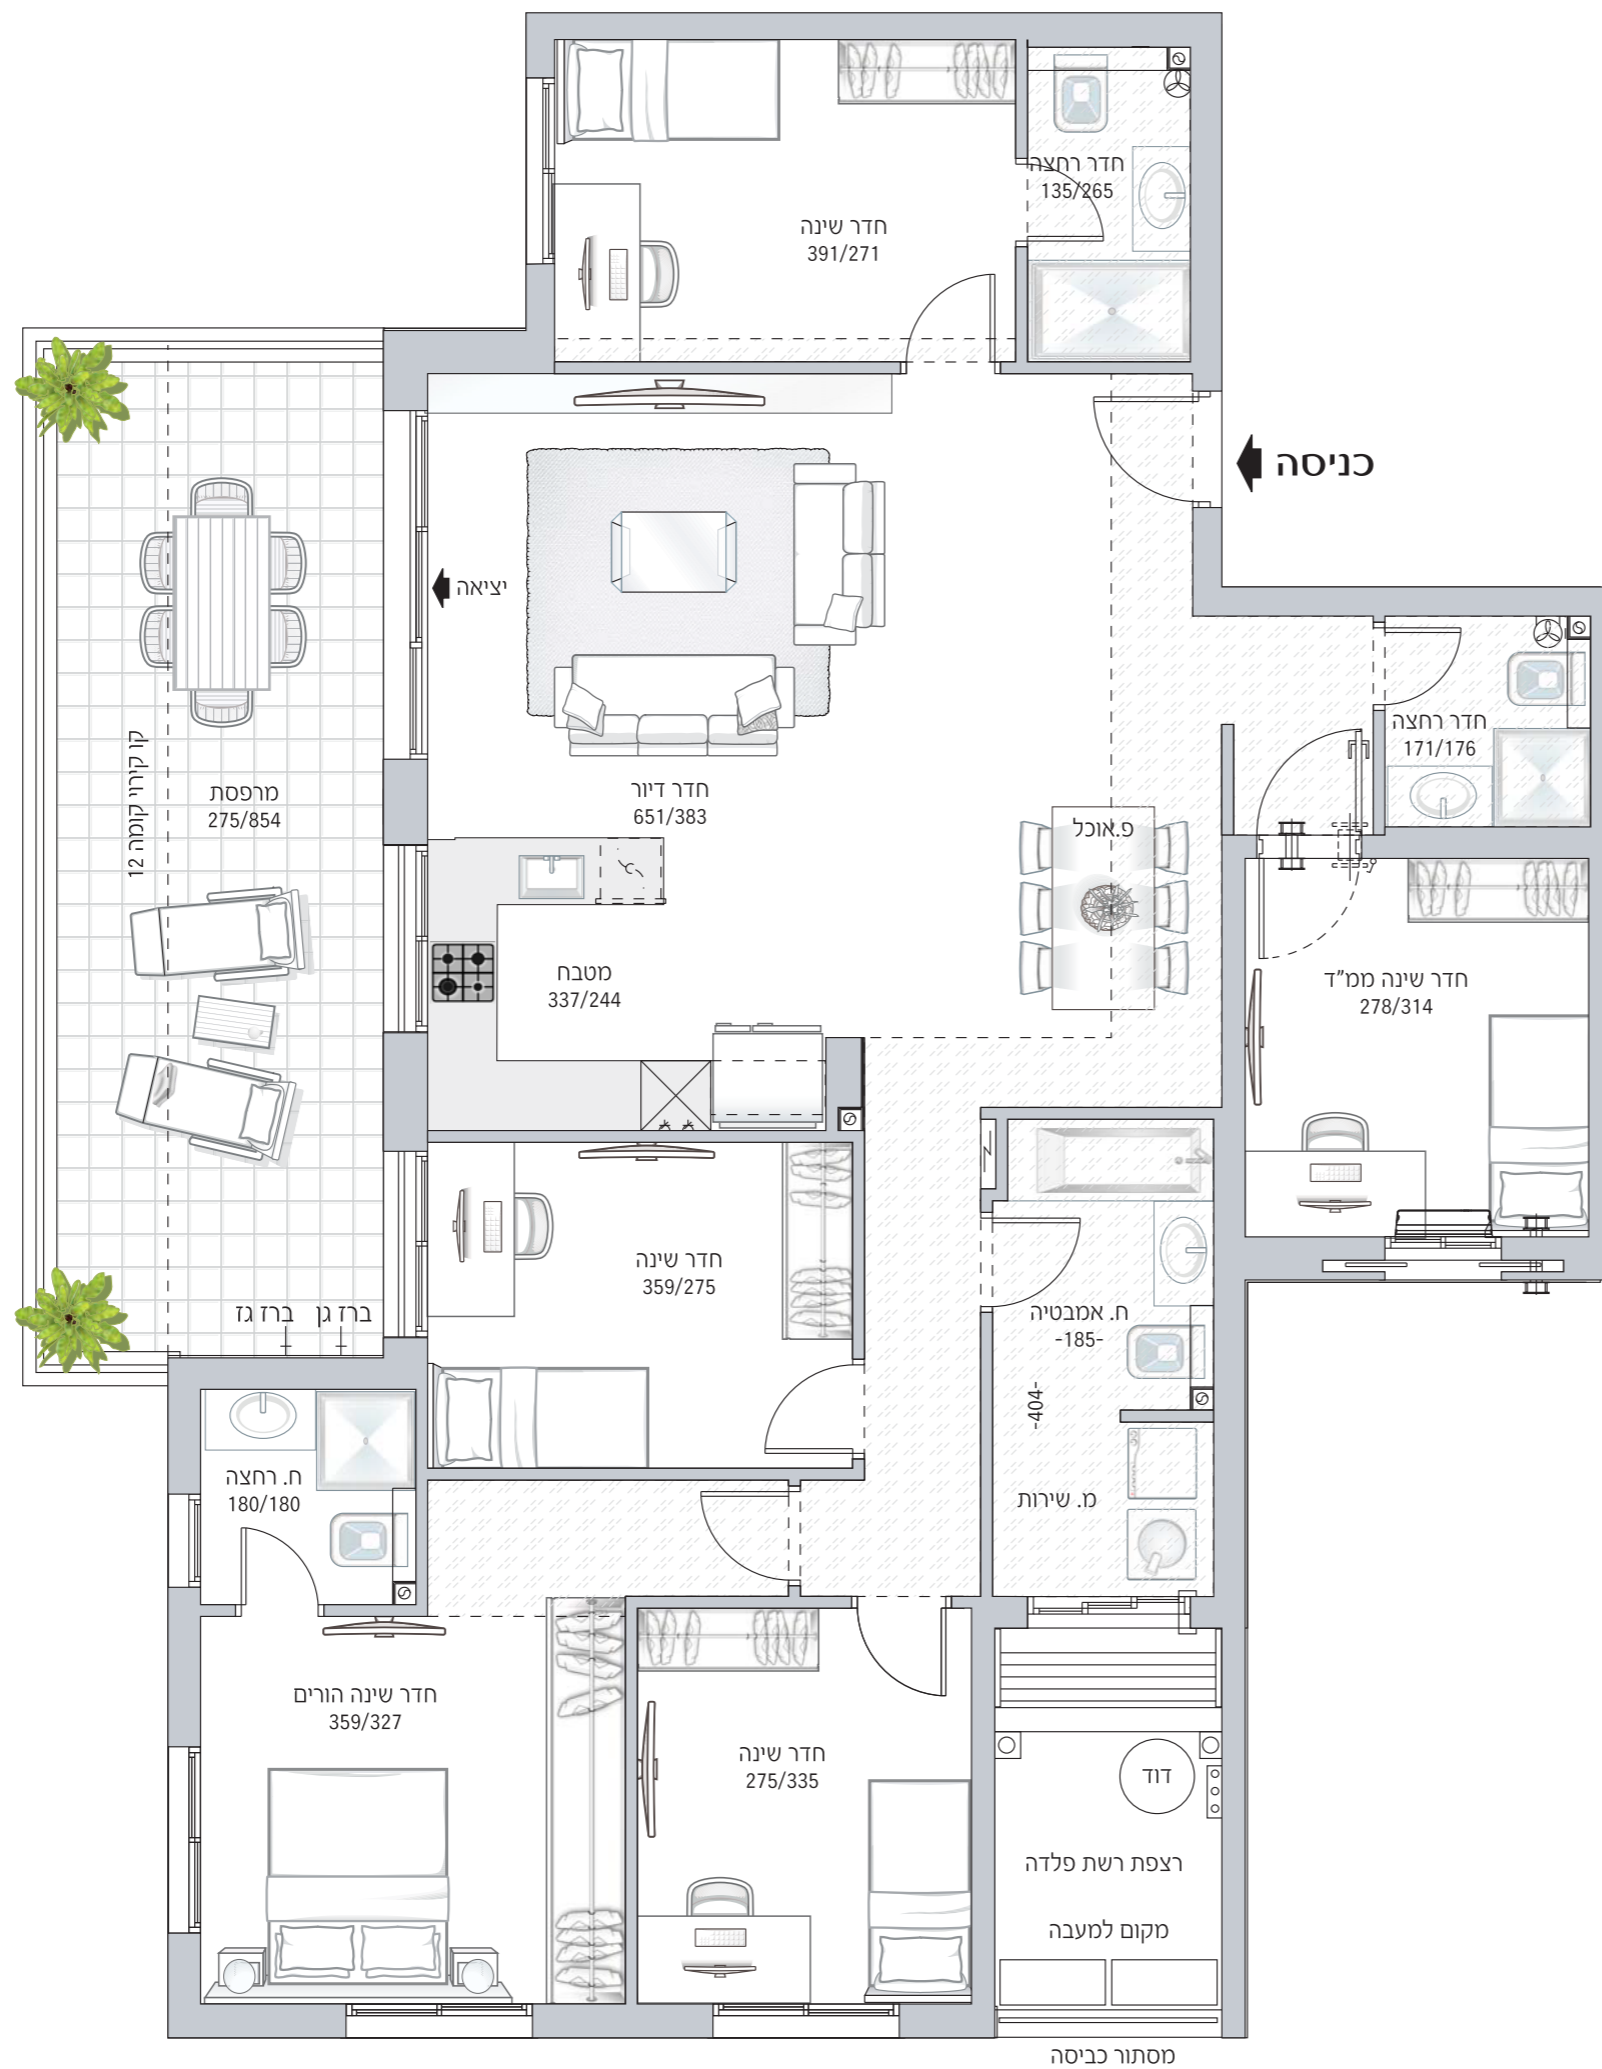 חדר רחצה
135/265
חדר שינה
391/271
כניסה
יציאה
חדר רחצה
171/176
חדר דיור
651/383
מרפסת
275/854
קו קירוי קומה 12
פ.אוכל
מטבח
337/244
חדר שינה ממ"ד
278/314
חדר שינה
359/275
ח. אמבטיה
-185-
-404-
ברז גז
ברז גן
ח. רחצה
180/180
מ. שירות
חדר שינה הורים
359/327
חדר שינה
275/335
דוד
רצפת רשת פלדה
מקום למעבה
מסתור כביסה